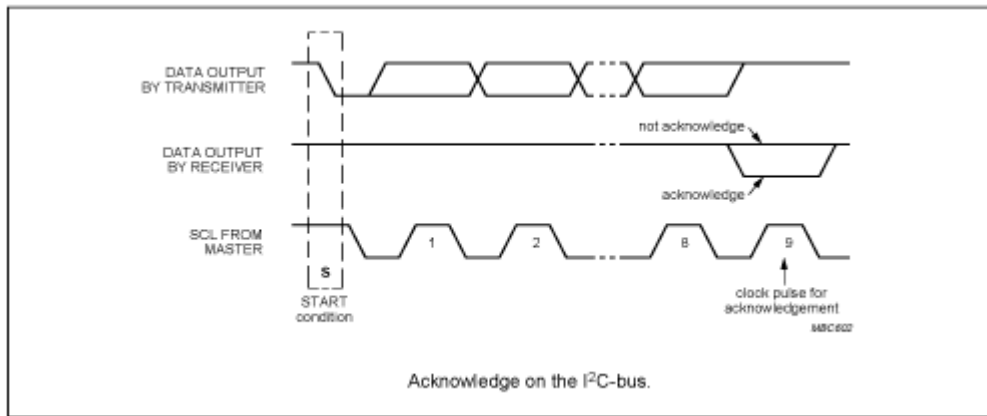 DATA OUTPUT
BY TRANSMITTER
not acknowledge
DATA OUTPUT
BY RECEIVER
acknowledge
SCL FROM
MASTER
1
2
8
9
S
START
condition
clock pulse for
acknowledgement
MBC602
Acknowledge on the I²C-bus.